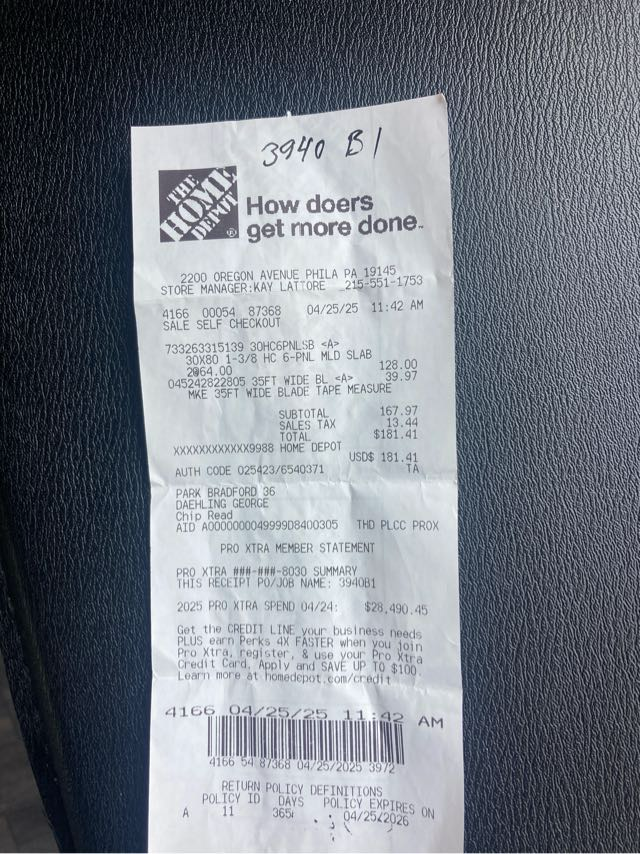 3940 B1
THE
HOME
DEPOT
®
How doers
get more done™
2200 OREGON AVENUE PHILA PA 19145
STORE MANAGER:KAY LATTORE 215-551-1753
4166 00054 87368 04/25/25 11:42 AM
SALE SELF CHECKOUT
733263315139 30HC6PNLSB <A>
30X80 1-3/8 HC 6-PNL MLD SLAB
2@64.00 128.00
045242822805 35FT WIDE BL <A> 39.97
MKE 35FT WIDE BLADE TAPE MEASURE
SUBTOTAL 167.97
SALES TAX 13.44
TOTAL $181.41
XXXXXXXXXXXX9988 HOME DEPOT
USD$ 181.41
AUTH CODE 025423/6540371 TA
PARK BRADFORD 36
DAEHLING GEORGE
Chip Read
AID A0000000049999D8400305 THD PLCC PROX
PRO XTRA MEMBER STATEMENT
PRO XTRA ###-###-8030 SUMMARY
THIS RECEIPT PO/JOB NAME: 3940B1
2025 PRO XTRA SPEND 04/24: $28,490.45
Get the CREDIT LINE your business needs
PLUS earn Perks 4X FASTER when you join
Pro Xtra, register, & use your Pro Xtra
Credit Card. Apply and SAVE UP TO $100.
Learn more at homedepot.com/credit
4166 04/25/25 11:42 AM
4166 54 87368 04/25/2025 3972
RETURN POLICY DEFINITIONS
POLICY ID DAYS POLICY EXPIRES ON
A 11 365 04/25/2026